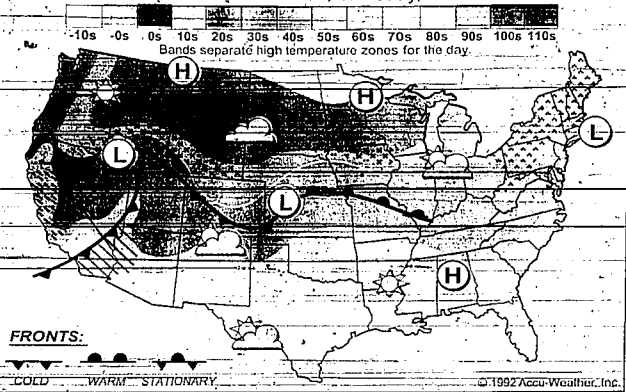 -10s -0s 0s 10s 20s 30s 40s 50s 60s 70s 80s 90s 100s 110s
Bands separate high temperature zones for the day.
H
H
L
L
L
H
FRONTS:
COLD WARM STATIONARY
© 1992 Accu-Weather, Inc.